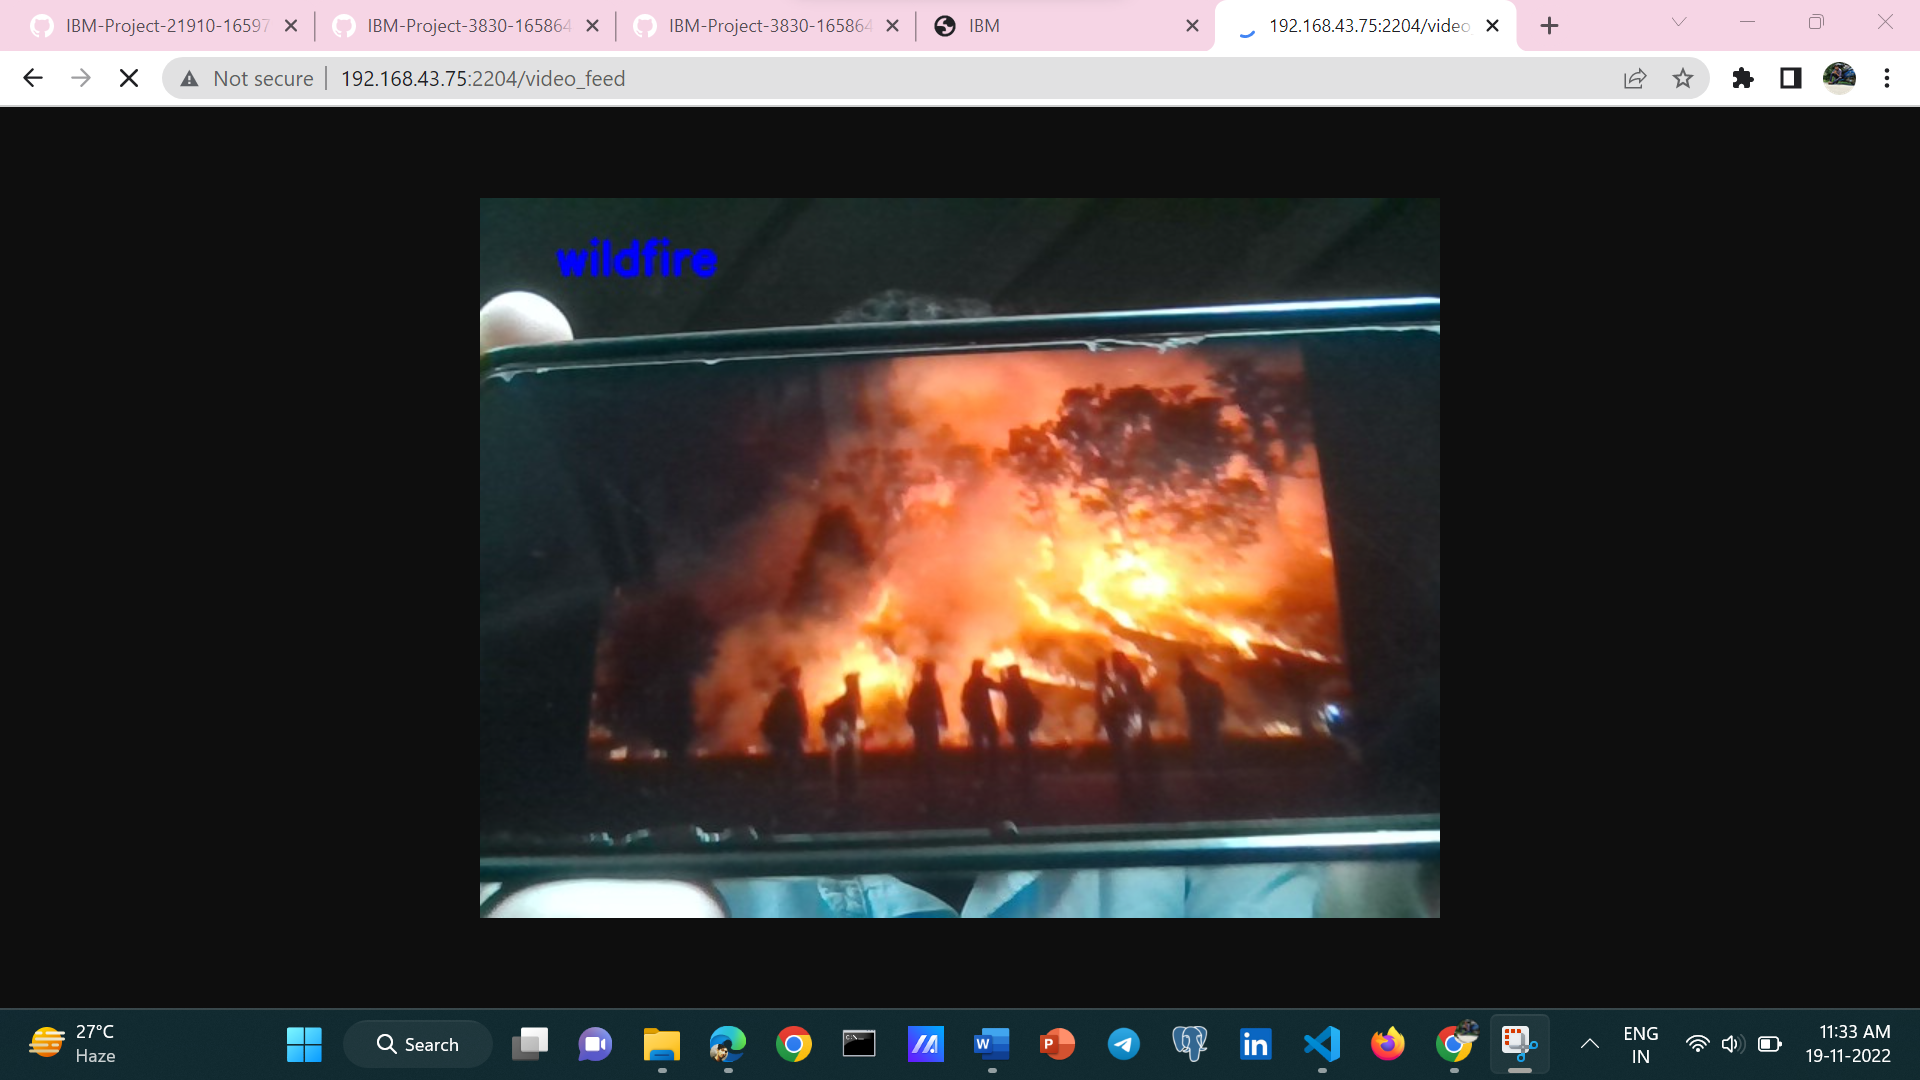 IBM-Project-21910-16597
IBM-Project-3830-165864
IBM-Project-3830-165864
IBM
192.168.43.75:2204/video_
Not secure
192.168.43.75:2204/video_feed
wildfire
27°C
Haze
Search
ENG
IN
11:33 AM
19-11-2022